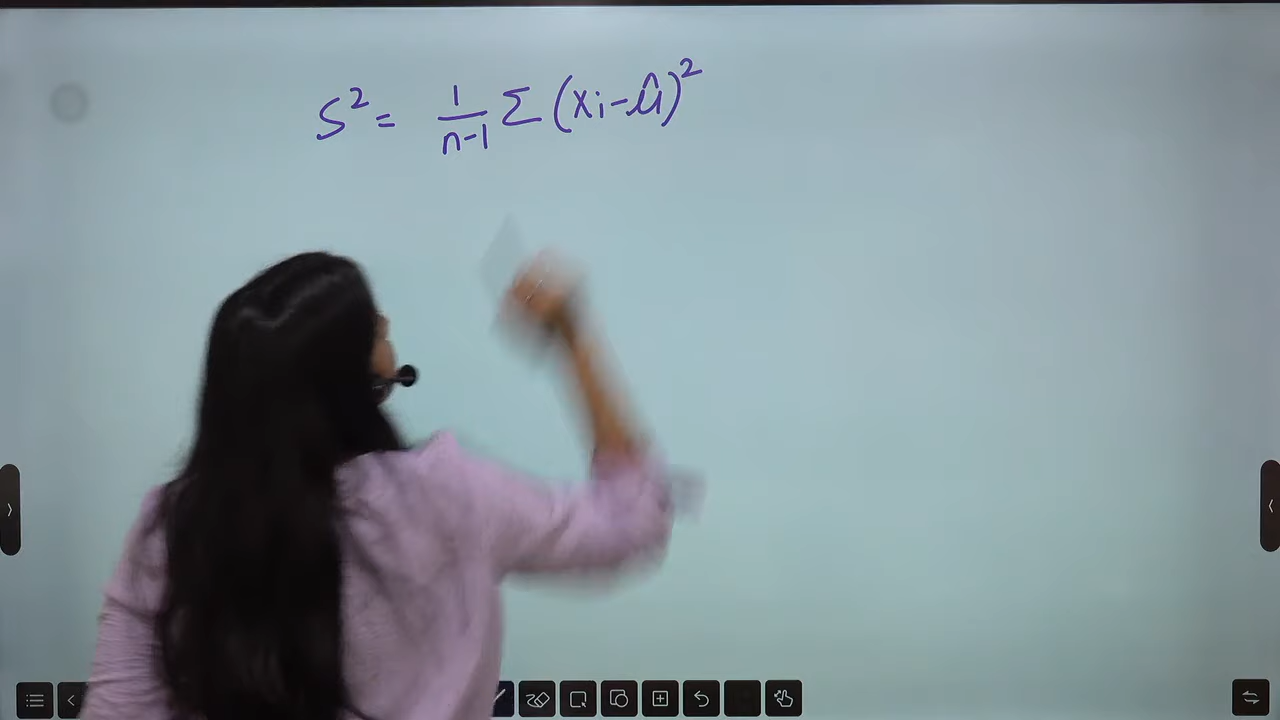 S² = 1/(n-1) Σ (xi - μ̂)²